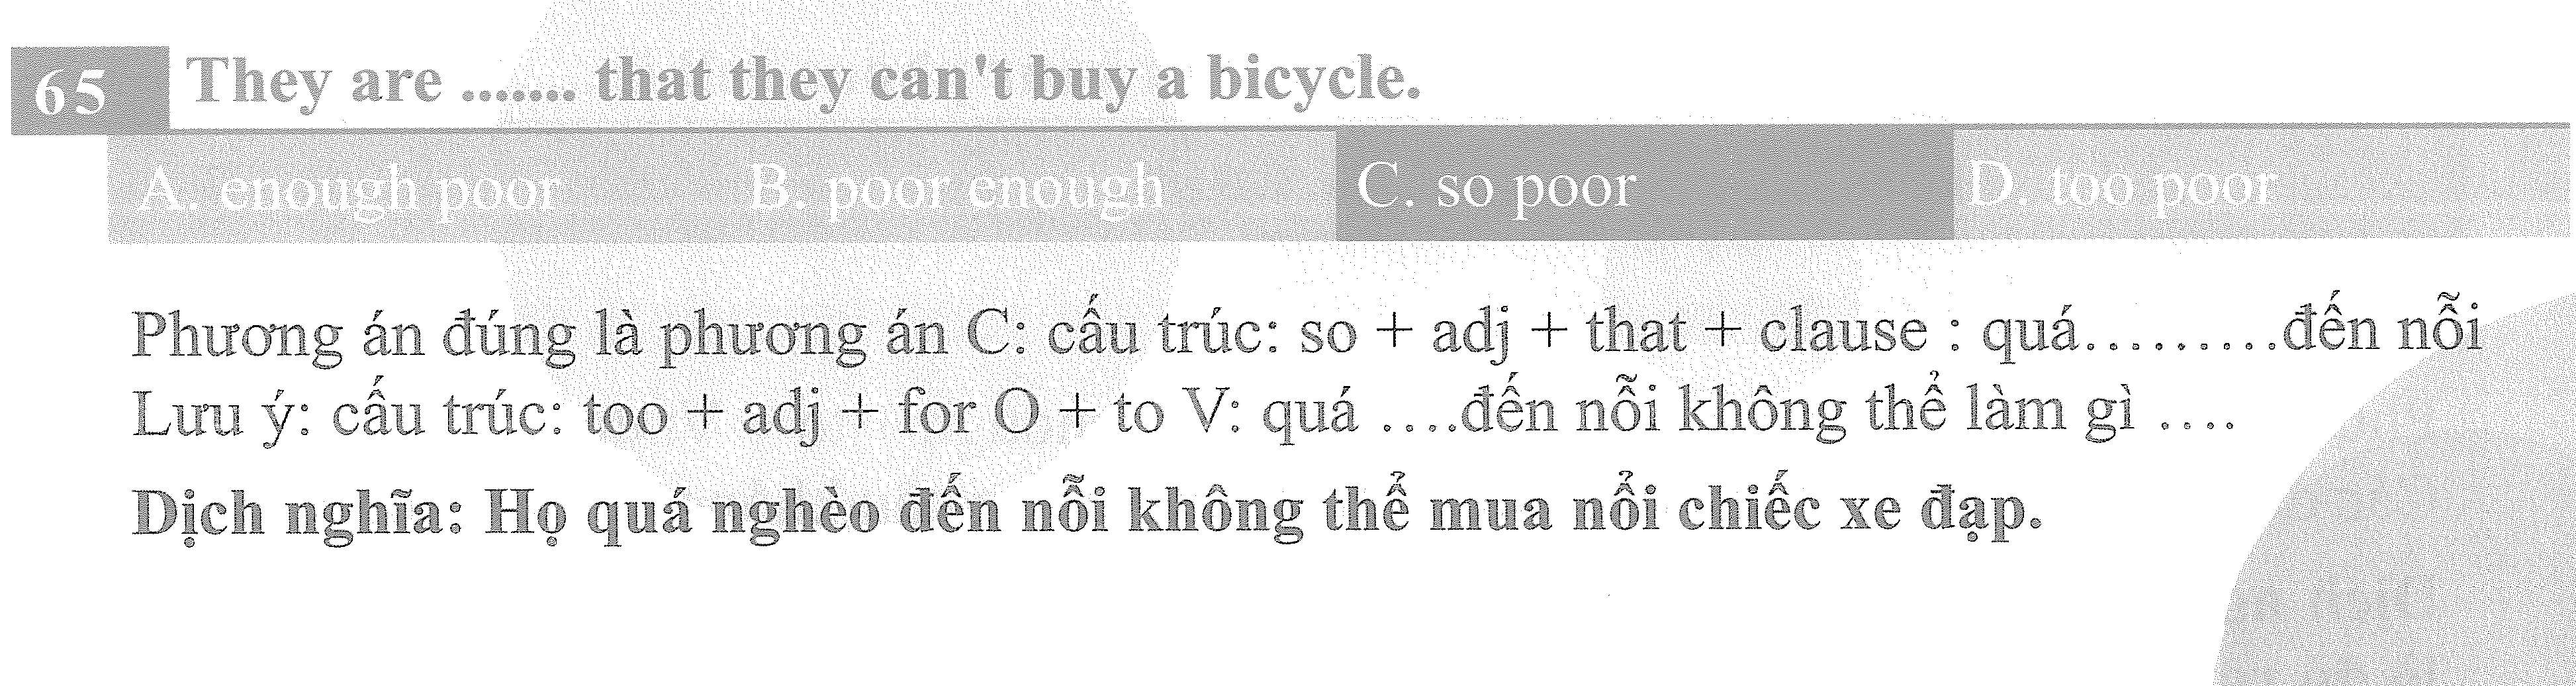 65 They are ....... that they can't buy a bicycle.
A. enough poor B. poor enough C. so poor D. too poor
Phương án đúng là phương án C: cấu trúc: so + adj + that + clause : quá.........đến nỗi
Lưu ý: cấu trúc: too + adj + for O + to V: quá ....đến nỗi không thể làm gì ....
Dịch nghĩa: Họ quá nghèo đến nỗi không thể mua nổi chiếc xe đạp.